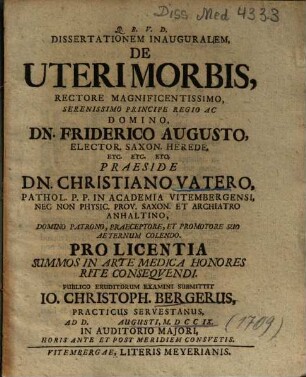 Diss Med 4333
Q. B. V. D.
DISSERTATIONEM INAUGURALEM,
DE
UTERI MORBIS,
RECTORE MAGNIFICENTISSIMO,
SERENISSIMO PRINCIPE REGIO AC
DOMINO,
DN. FRIDERICO AUGUSTO,
ELECTOR. SAXON. HEREDE,
ETC. ETC. ETC.
PRAESIDE
DN. CHRISTIANO VATERO,
PATHOL. P. P. IN ACADEMIA VITEMBERGENSI,
NEC NON PHYSIC. PROV. SAXON. ET ARCHIATRO
ANHALTINO,
DOMINO PATRONO, PRAECEPTORE, ET PROMOTORE SUO
AETERNUM COLENDO.
PRO LICENTIA
SUMMOS IN ARTE MEDICA HONORES
RITE CONSEQVENDI.
PUBLICO ERUDITORUM EXAMINI SUBMITTIT
IO. CHRISTOPH. BERGERUS,
PRACTICUS SERVESTANUS,
AD D. AUGUSTI, M. DCC IX.
(1709)
IN AUDITORIO MAJORI,
HORIS ANTE ET POST MERIDIEM CONSVETIS.
VITEMBERGAE, LITERIS MEYERIANIS.